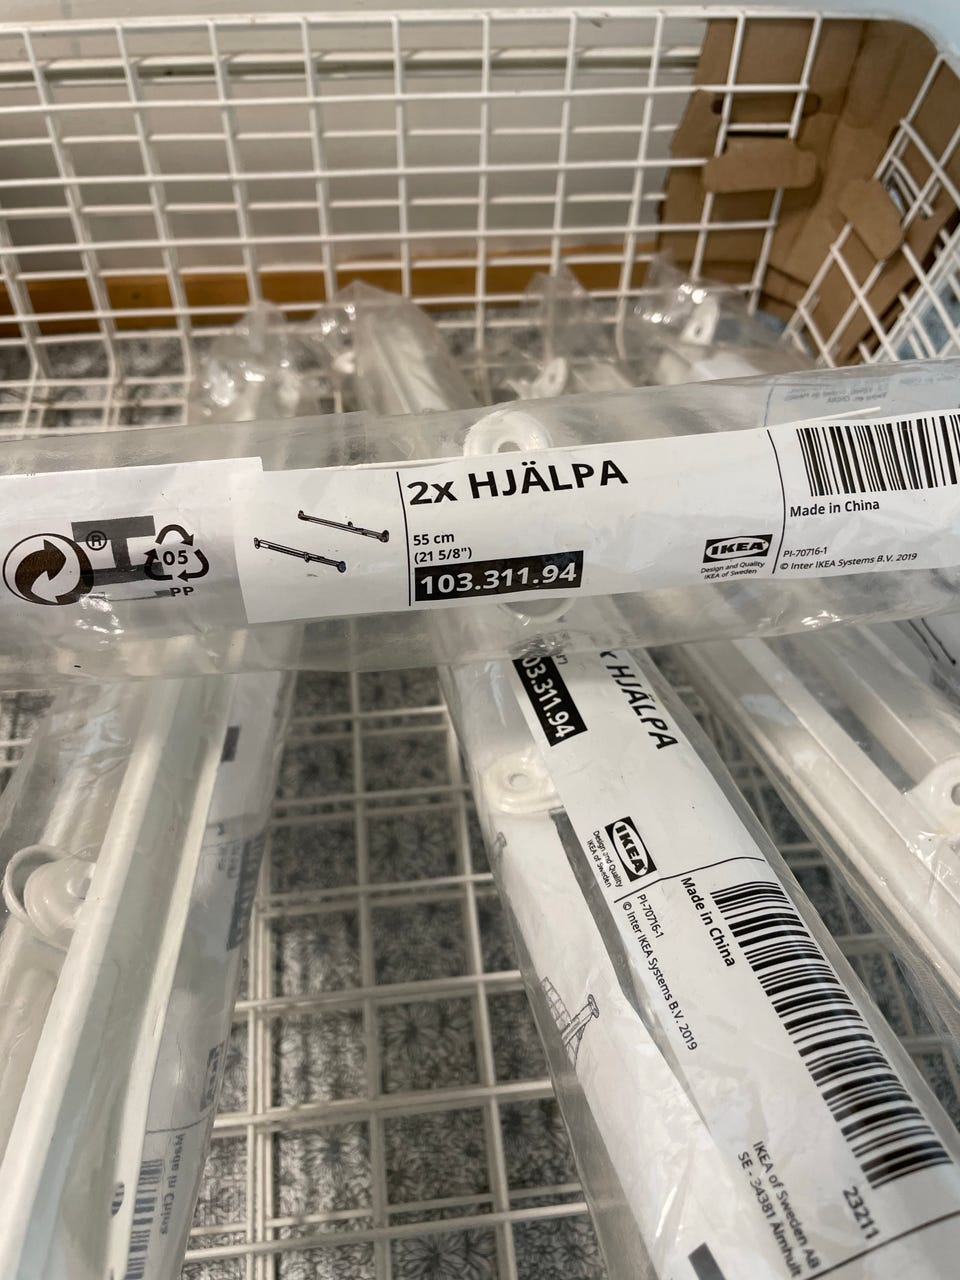 2x HJÄLPA
55 cm
(21 5/8")
103.311.94
®
05
PP
IKEA
Design and Quality
IKEA of Sweden
Made in China
PI-70716-1
© Inter IKEA Systems B.V. 2019
HJÄLPA
03.311.94
IKEA
Design and Quality
IKEA of Sweden
Made in China
PI-70716-1
© Inter IKEA Systems B.V. 2019
23211
IKEA of Sweden AB
SE - 34381 Älmhult
Made in China